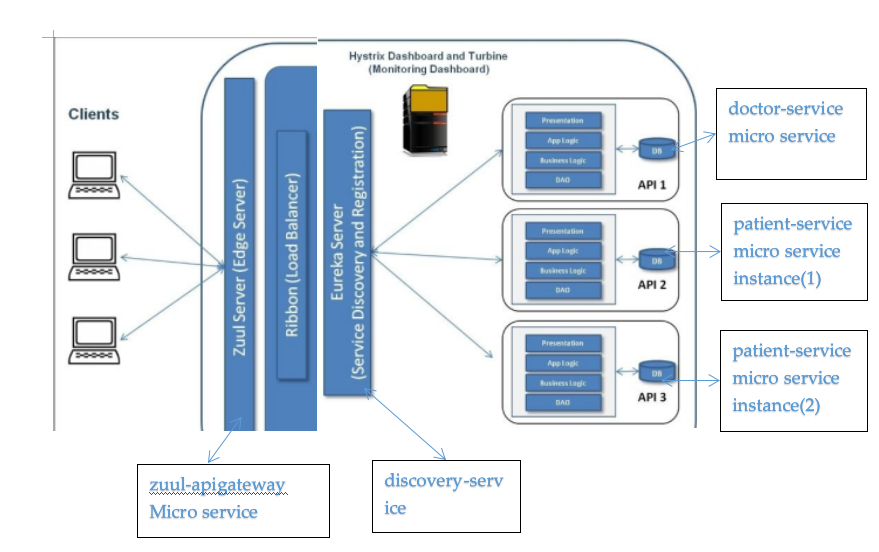 Hystrix Dashboard and Turbine
(Monitoring Dashboard)
Clients
Zuul Server (Edge Server)
Ribbon (Load Balancer)
Eureka Server
(Service Discovery and Registration)
Presentation
App Logic
Business Logic
DAO
DB
API 1
Presentation
App Logic
Business Logic
DAO
DB
API 2
Presentation
App Logic
Business Logic
DAO
DB
API 3
doctor-service
micro service
patient-service
micro service
instance(1)
patient-service
micro service
instance(2)
zuul-apigateway
Micro service
discovery-serv
ice